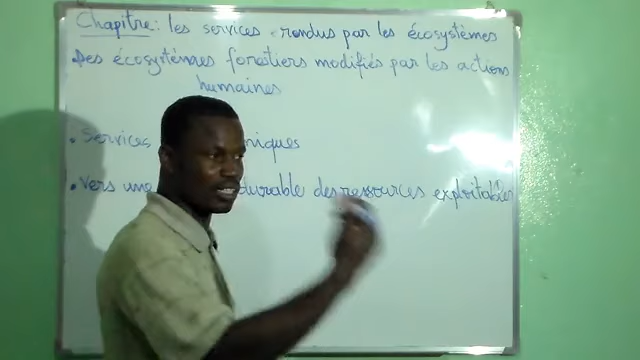 Chapitre: les services rendus par les écosystèmes
Des écosystèmes forestiers modifiés par les actions
humaines
• Services niques
• Vers une durable des ressources exploitables